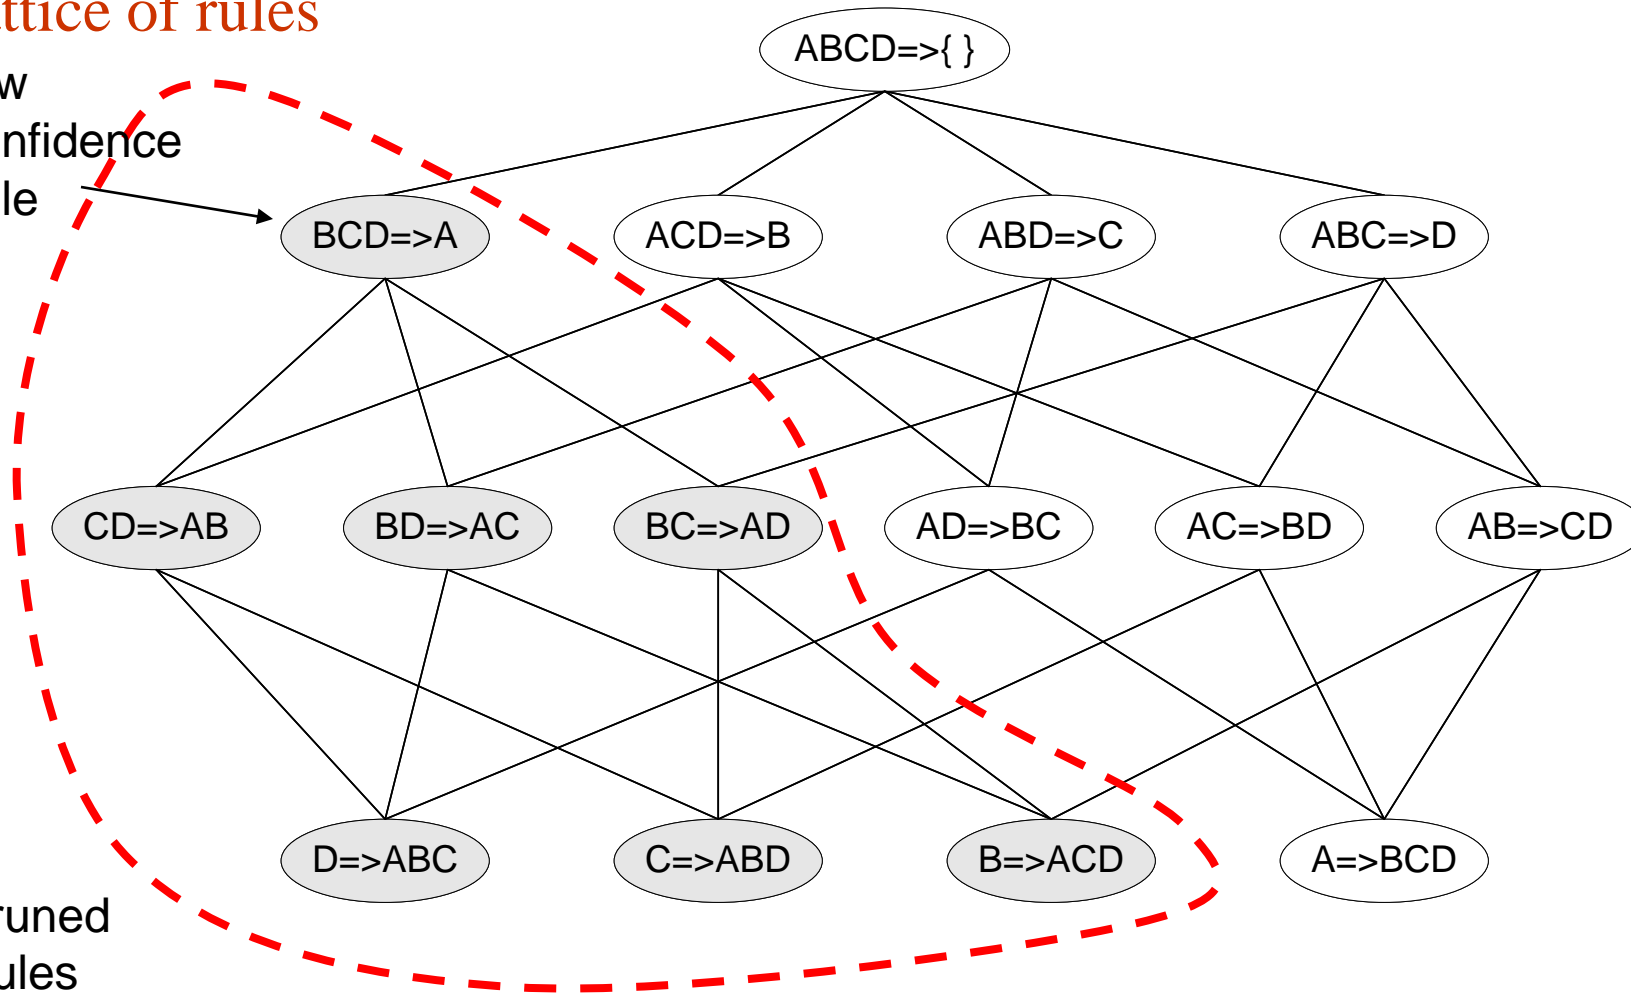 ttice of rules
w
nfidence
le
ABCD=>{ }
BCD=>A
ACD=>B
ABD=>C
ABC=>D
CD=>AB
BD=>AC
BC=>AD
AD=>BC
AC=>BD
AB=>CD
D=>ABC
C=>ABD
B=>ACD
A=>BCD
runed
ules